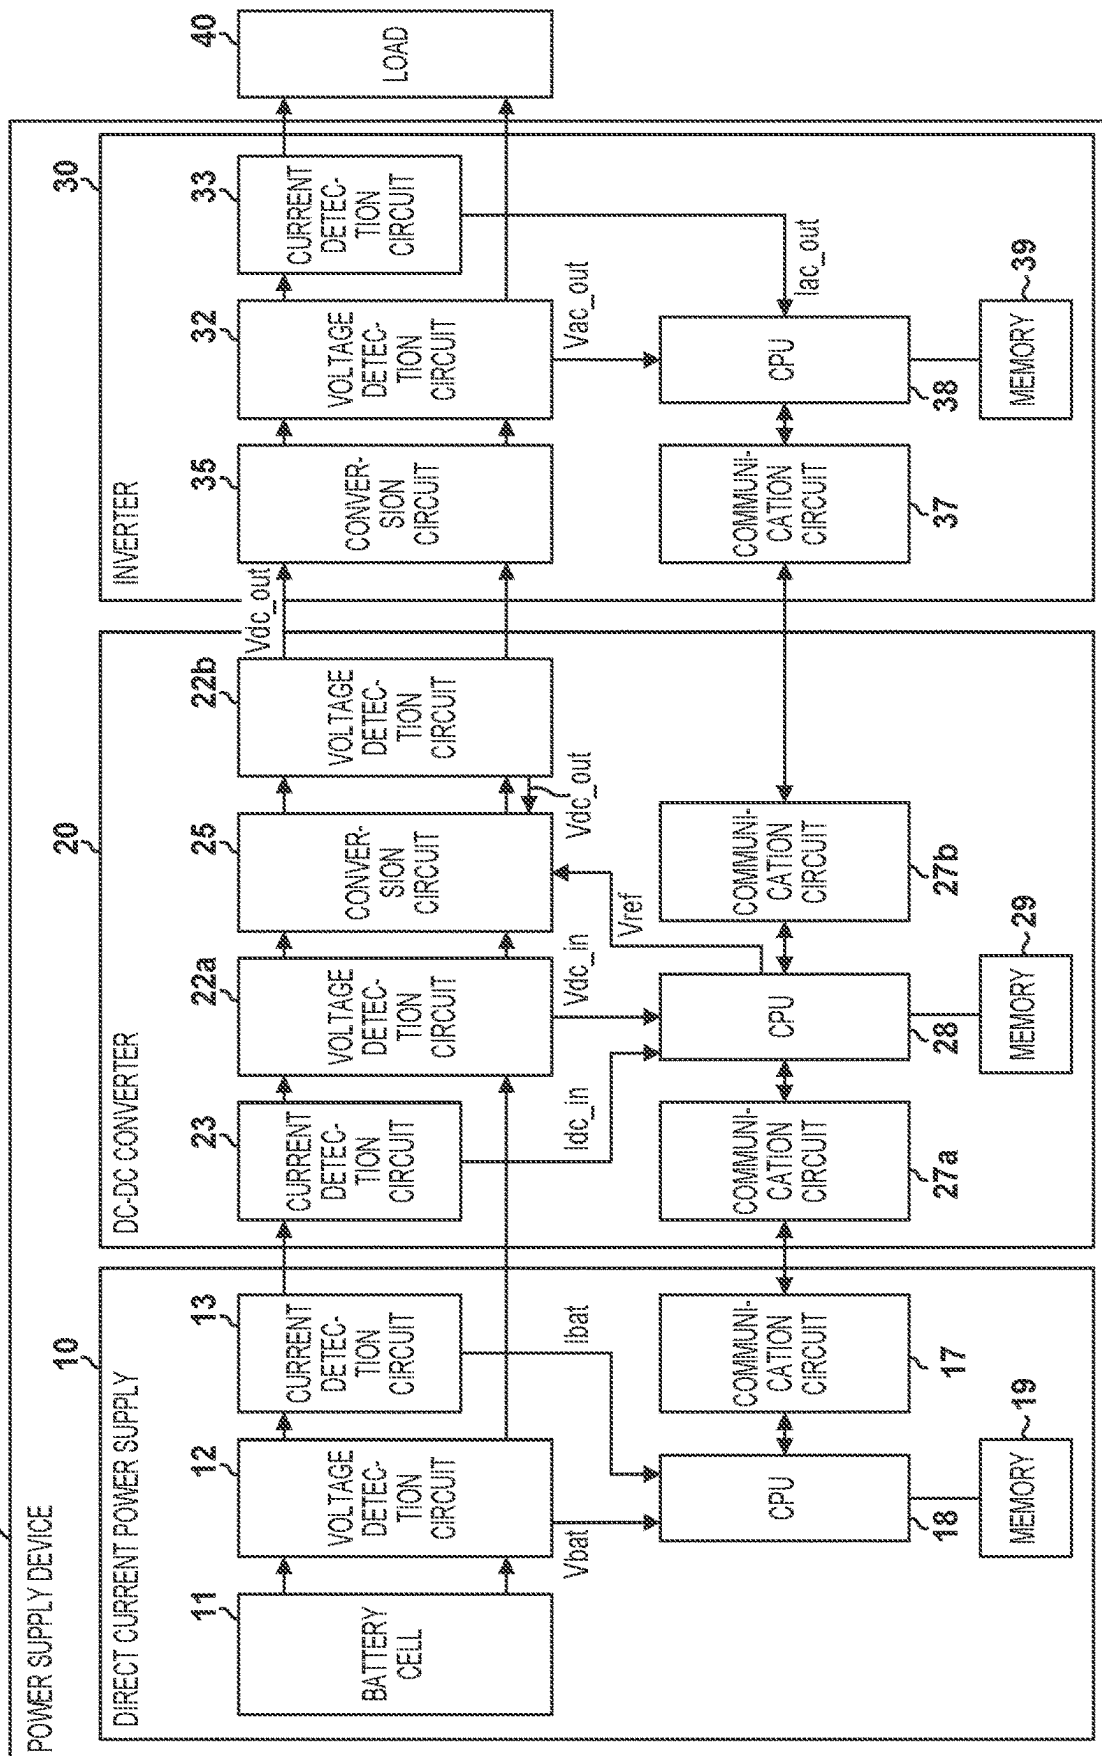 POWER SUPPLY DEVICE
DIRECT CURRENT POWER SUPPLY
10
11
BATTERY
CELL
12
VOLTAGE
DETEC-
TION
CIRCUIT
13
CURRENT
DETEC-
TION
CIRCUIT
Vbat
Ibat
CPU
18
COMMUNI-
CATION
CIRCUIT
17
MEMORY
19
DC-DC CONVERTER
20
23
CURRENT
DETEC-
TION
CIRCUIT
22a
VOLTAGE
DETEC-
TION
CIRCUIT
25
CONVER-
SION
CIRCUIT
22b
VOLTAGE
DETEC-
TION
CIRCUIT
Idc_in
Vdc_in
Vref
Vdc_out
Vdc_out
COMMUNI-
CATION
CIRCUIT
27a
CPU
28
COMMUNI-
CATION
CIRCUIT
27b
MEMORY
29
INVERTER
30
35
CONVER-
SION
CIRCUIT
32
VOLTAGE
DETEC-
TION
CIRCUIT
33
CURRENT
DETEC-
TION
CIRCUIT
Vac_out
Iac_out
COMMUNI-
CATION
CIRCUIT
37
CPU
38
MEMORY
39
40
LOAD